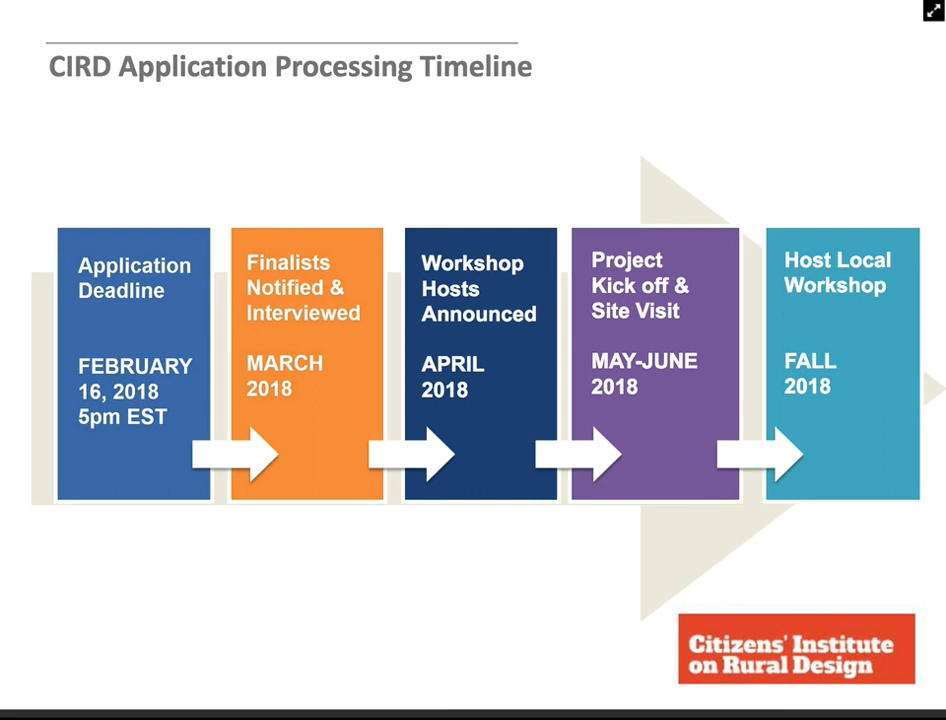 CIRD Application Processing Timeline
Application
Deadline
FEBRUARY
16, 2018
5pm EST
Finalists
Notified &
Interviewed
MARCH
2018
Workshop
Hosts
Announced
APRIL
2018
Project
Kick off &
Site Visit
MAY-JUNE
2018
Host Local
Workshop
FALL
2018
Citizens' Institute
on Rural Design